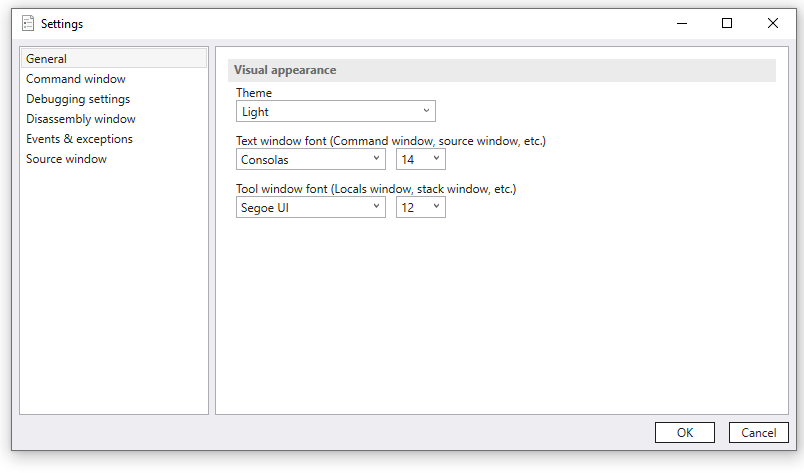 Settings
General
Command window
Debugging settings
Disassembly window
Events & exceptions
Source window
Visual appearance
Theme
Light
Text window font (Command window, source window, etc.)
Consolas 14
Tool window font (Locals window, stack window, etc.)
Segoe UI 12
OK Cancel